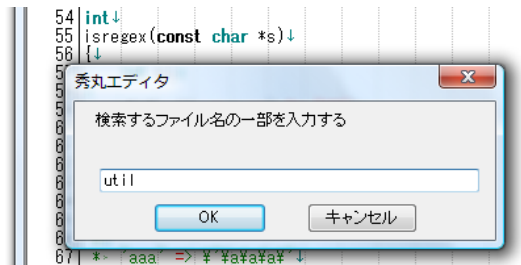 54 int↓
55 isregex(const char *s)↓
56 {↓
秀丸エディタ
検索するファイル名の一部を入力する
util
OK キャンセル
67 *> 'aaa' => ¥'¥a¥a¥a¥'↓